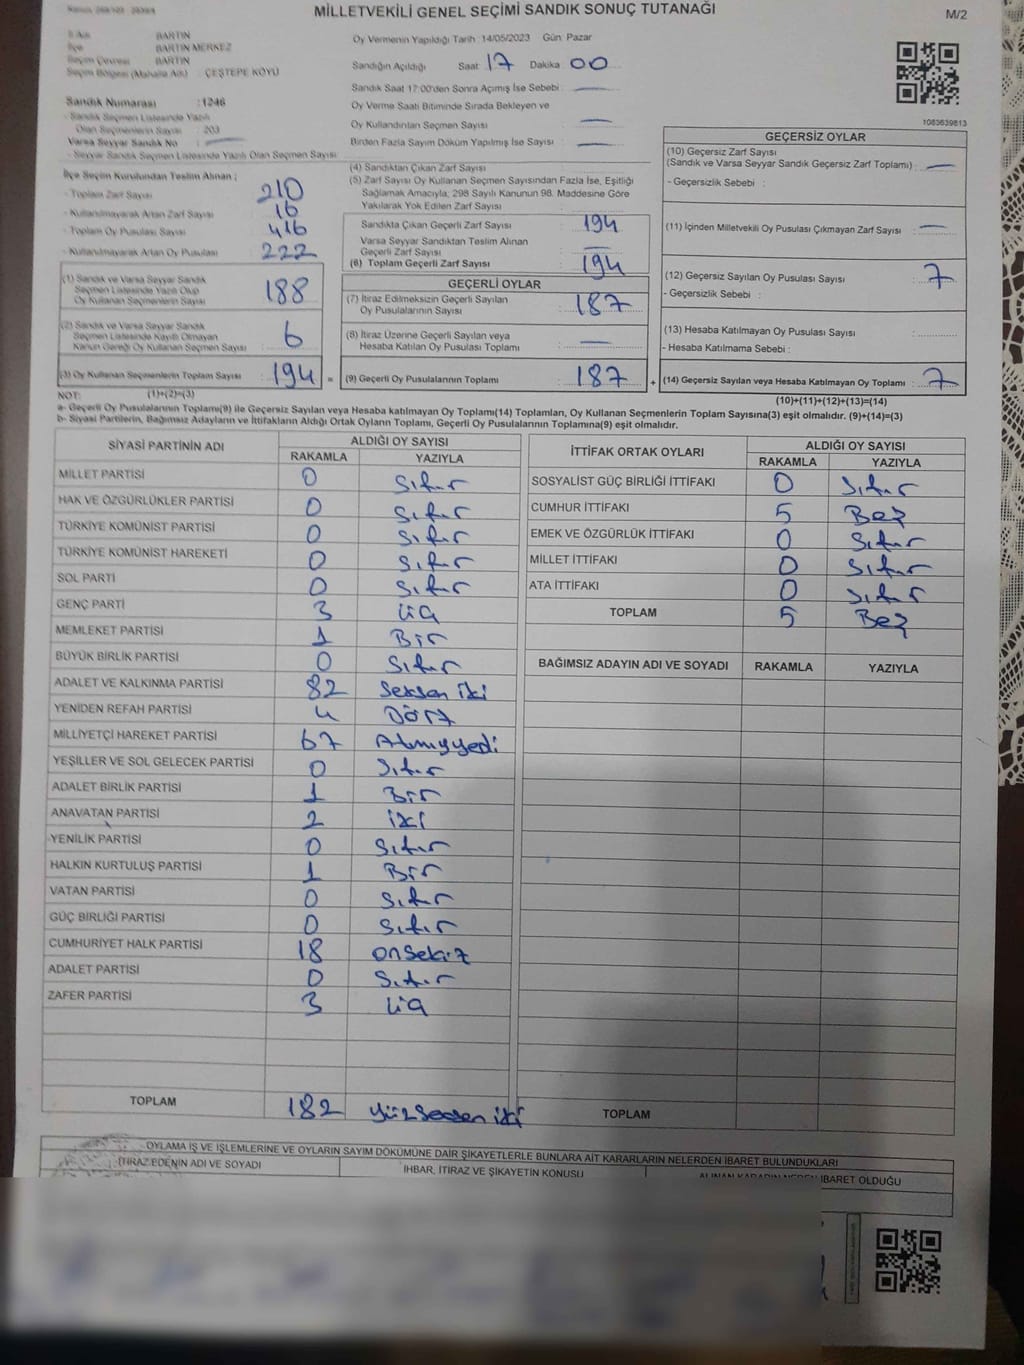 MİLLETVEKİLİ GENEL SEÇİMİ SANDIK SONUÇ TUTANAĞI
M/2
İl Adı BARTIN
İlçe BARTIN MERKEZ
Seçim Çevresi BARTIN
Seçim Bölgesi (Mahalle Adı) : ÇEŞTEPE KÖYÜ
Sandık Numarası : 1246
- Sandık Seçmen Listesinde Yazılı
Olan Seçmenlerin Sayısı : 203
Varsa Seyyar Sandık No
- Seyyar Sandık Seçmen Listesinde Yazılı Olan Seçmen Sayısı
İlçe Seçim Kurulundan Teslim Alınan ;
- Toplam Zarf Sayısı 210
- Kullanılmayarak Artan Zarf Sayısı 16
- Toplam Oy Pusulası Sayısı 416
- Kullanılmayarak Artan Oy Pusulası 222
(1) Sandık ve Varsa Seyyar Sandık
Seçmen Listesinde Yazılı Olup
Oy Kullanan Seçmenlerin Sayısı 188
(2) Sandık ve Varsa Seyyar Sandık
Seçmen Listesinde Kayıtlı Olmayan
Kanun Gereği Oy Kullanan Seçmen Sayısı 6
(3) Oy Kullanan Seçmenlerin Toplam Sayısı : 194 =
Oy Vermenin Yapıldığı Tarih : 14/05/2023 Gün: Pazar
Sandığın Açıldığı Saat: 17 Dakika 00
Sandık Saat 17:00'den Sonra Açımış İse Sebebi : —
Oy Verme Saati Bitiminde Sırada Bekleyen ve
Oy Kullandırılan Seçmen Sayısı : —
Birden Fazla Sayım Döküm Yapılmış İse Sayısı : —
(4) Sandıktan Çıkan Zarf Sayısı
(5) Zarf Sayısı Oy Kullanan Seçmen Sayısından Fazla İse, Eşitliği
Sağlamak Amacıyla; 298 Sayılı Kanunun 98. Maddesine Göre
Yakılarak Yok Edilen Zarf Sayısı
Sandıkta Çıkan Geçerli Zarf Sayısı : 194
Varsa Seyyar Sandıktan Teslim Alınan
Geçerli Zarf Sayısı : —
(6) Toplam Geçerli Zarf Sayısı : 194
GEÇERLİ OYLAR
(7) İtiraz Edilmeksizin Geçerli Sayılan
Oy Pusulalarının Sayısı : 187
(8) İtiraz Üzerine Geçerli Sayılan veya
Hesaba Katılan Oy Pusulası Toplamı : —
(9) Geçerli Oy Pusulalarının Toplamı : 187 +
1083639813
GEÇERSİZ OYLAR
(10) Geçersiz Zarf Sayısı
(Sandık ve Varsa Seyyar Sandık Geçersiz Zarf Toplamı) : —
- Geçersizlik Sebebi :
(11) İçinden Milletvekili Oy Pusulası Çıkmayan Zarf Sayısı : —
(12) Geçersiz Sayılan Oy Pusulası Sayısı : 7
- Geçersizlik Sebebi :
(13) Hesaba Katılmayan Oy Pusulası Sayısı :
- Hesaba Katılmama Sebebi :
(14) Geçersiz Sayılan veya Hesaba Katılmayan Oy Toplamı : 7
NOT: (1)+(2)=(3)
(10)+(11)+(12)+(13)=(14)
a- Geçerli Oy Pusulalarının Toplamı(9) ile Geçersiz Sayılan veya Hesaba katılmayan Oy Toplamı(14) Toplamları, Oy Kullanan Seçmenlerin Toplam Sayısına(3) eşit olmalıdır. (9)+(14)=(3)
b- Siyasi Partilerin, Bağımsız Adayların ve İttifakların Aldığı Ortak Oyların Toplamı, Geçerli Oy Pusulalarının Toplamına(9) eşit olmalıdır.
SİYASİ PARTİNİN ADI ALDIĞI OY SAYISI
RAKAMLA YAZIYLA
MİLLET PARTİSİ 0 Sıfır
HAK VE ÖZGÜRLÜKLER PARTİSİ 0 Sıfır
TÜRKİYE KOMÜNİST PARTİSİ 0 Sıfır
TÜRKİYE KOMÜNİST HAREKETİ 0 Sıfır
SOL PARTİ 0 Sıfır
GENÇ PARTİ 3 Üç
MEMLEKET PARTİSİ 1 Bir
BÜYÜK BİRLİK PARTİSİ 0 Sıfır
ADALET VE KALKINMA PARTİSİ 82 Seksen iki
YENİDEN REFAH PARTİSİ 4 Dört
MİLLİYETÇİ HAREKET PARTİSİ 67 Atmışyedi
YEŞİLLER VE SOL GELECEK PARTİSİ 0 Sıfır
ADALET BİRLİK PARTİSİ 1 Bir
ANAVATAN PARTİSİ 2 iki
YENİLİK PARTİSİ 0 Sıfır
HALKIN KURTULUŞ PARTİSİ 1 Bir
VATAN PARTİSİ 0 Sıfır
GÜÇ BİRLİĞİ PARTİSİ 0 Sıfır
CUMHURİYET HALK PARTİSİ 18 onsekiz
ADALET PARTİSİ 0 Sıfır
ZAFER PARTİSİ 3 Üç
TOPLAM 182 yüzseksen iki
İTTİFAK ORTAK OYLARI ALDIĞI OY SAYISI
RAKAMLA YAZIYLA
SOSYALİST GÜÇ BİRLİĞİ İTTİFAKI 0 Sıfır
CUMHUR İTTİFAKI 5 Beş
EMEK VE ÖZGÜRLÜK İTTİFAKI 0 Sıfır
MİLLET İTTİFAKI 0 Sıfır
ATA İTTİFAKI 0 Sıfır
TOPLAM 5 Beş
BAĞIMSIZ ADAYIN ADI VE SOYADI RAKAMLA YAZIYLA
TOPLAM
OYLAMA İŞ VE İŞLEMLERİNE VE OYLARIN SAYIM DÖKÜMÜNE DAİR ŞİKAYETLERLE BUNLARA AİT KARARLARIN NELERDEN İBARET BULUNDUKLARI
İTİRAZ EDENİN ADI VE SOYADI İHBAR, İTİRAZ VE ŞİKAYETİN KONUSU ALINAN KARARIN NEDEN İBARET OLDUĞU